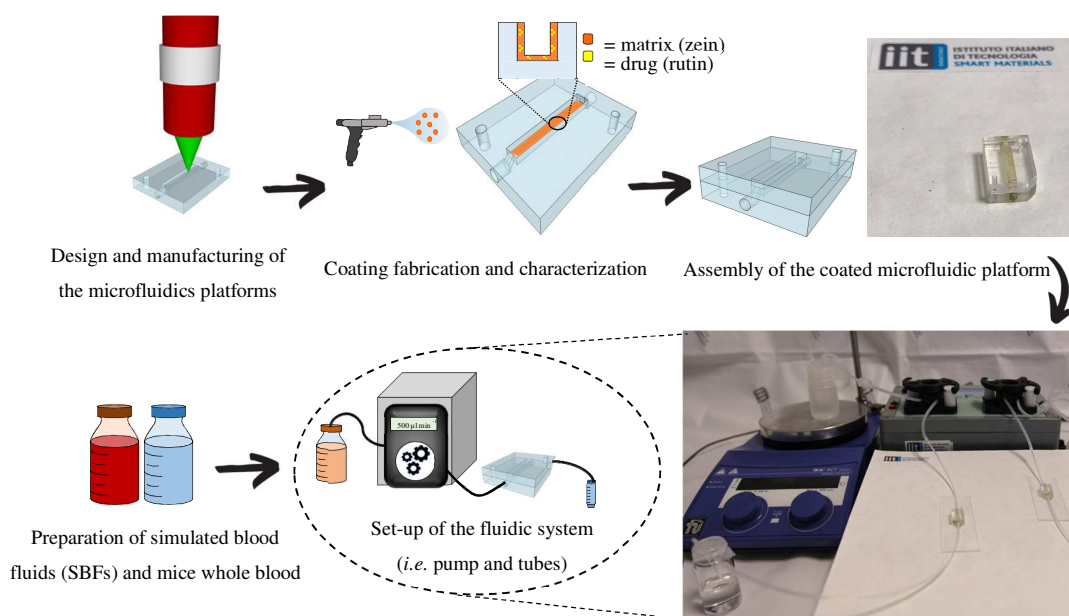 = matrix (zein)
= drug (rutin)
iit
ISTITUTO ITALIANO
DI TECNOLOGIA
SMART MATERIALS
Design and manufacturing of
the microfluidics platforms
Coating fabrication and characterization
Assembly of the coated microfluidic platform
500 µl min
Preparation of simulated blood
fluids (SBFs) and mice whole blood
Set-up of the fluidic system
(i.e. pump and tubes)
iit